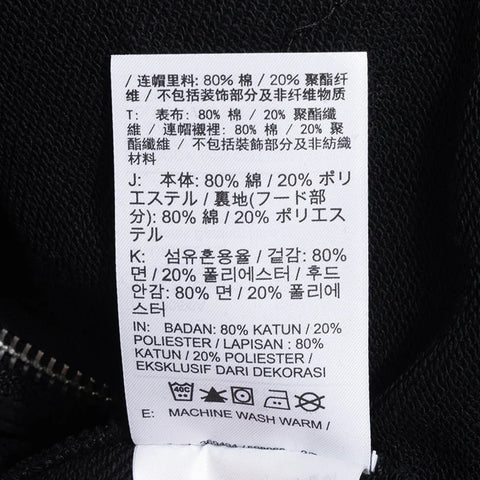 / 连帽里料: 80% 棉 / 20% 聚酯纤
维 / 不包括装饰部分及非纤维物质
T: 表布: 80% 棉 / 20% 聚酯纖
維 / 連帽襯裡: 80% 棉 / 20% 聚
酯纖維 / 不包括裝飾部分及非紡織
材料
J: 本体: 80% 綿 / 20% ポリ
エステル / 裏地(フード部
分): 80% 綿 / 20% ポリエス
テル
K: 섬유혼용율 / 겉감: 80%
면 / 20% 폴리에스터 / 후드
안감: 80% 면 / 20% 폴리에
스터
IN: BADAN: 80% KATUN / 20%
POLIESTER / LAPISAN : 80%
KATUN / 20% POLIESTER /
EKSKLUSIF DARI DEKORASI
40C
E: MACHINE WASH WARM /